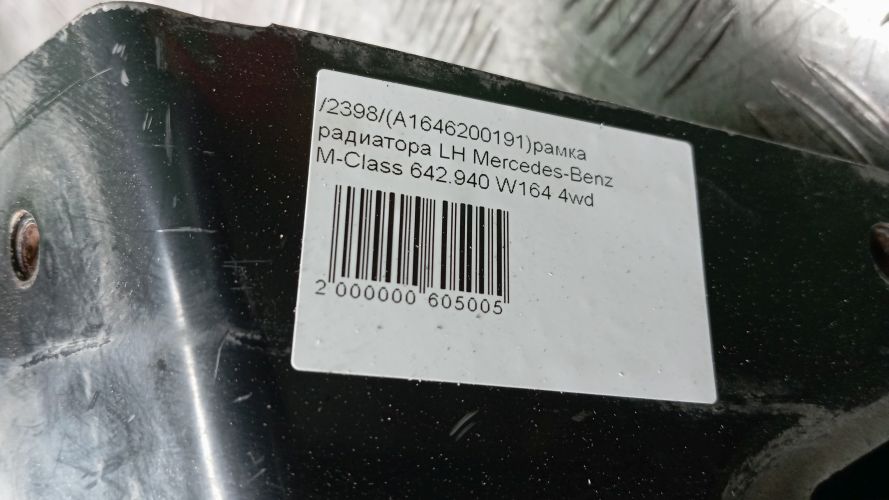 /2398/(A1646200191)рамка
радиатора LH Mercedes-Benz
M-Class 642.940 W164 4wd
2 000000 605005